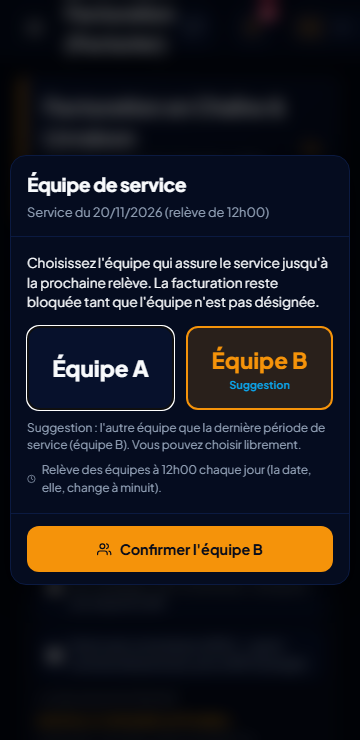 Équipe de service
Service du 20/11/2026 (relève de 12h00)
Choisissez l'équipe qui assure le service jusqu'à
la prochaine relève. La facturation reste
bloquée tant que l'équipe n'est pas désignée.
Équipe A
Équipe B
Suggestion
Suggestion : l'autre équipe que la dernière période de
service (équipe B). Vous pouvez choisir librement.
Relève des équipes à 12h00 chaque jour (la date,
elle, change à minuit).
Confirmer l'équipe B